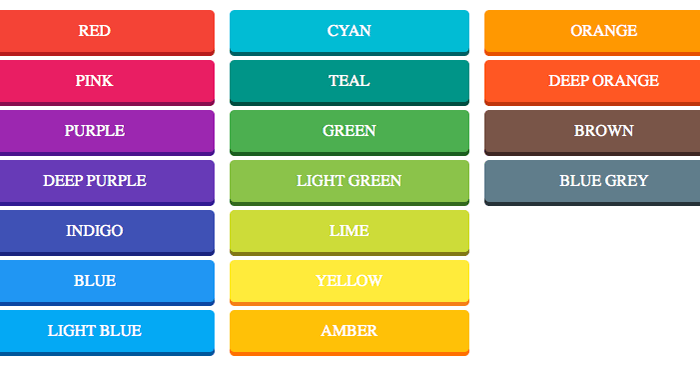 RED
PINK
PURPLE
DEEP PURPLE
INDIGO
BLUE
LIGHT BLUE
CYAN
TEAL
GREEN
LIGHT GREEN
LIME
YELLOW
AMBER
ORANGE
DEEP ORANGE
BROWN
BLUE GREY